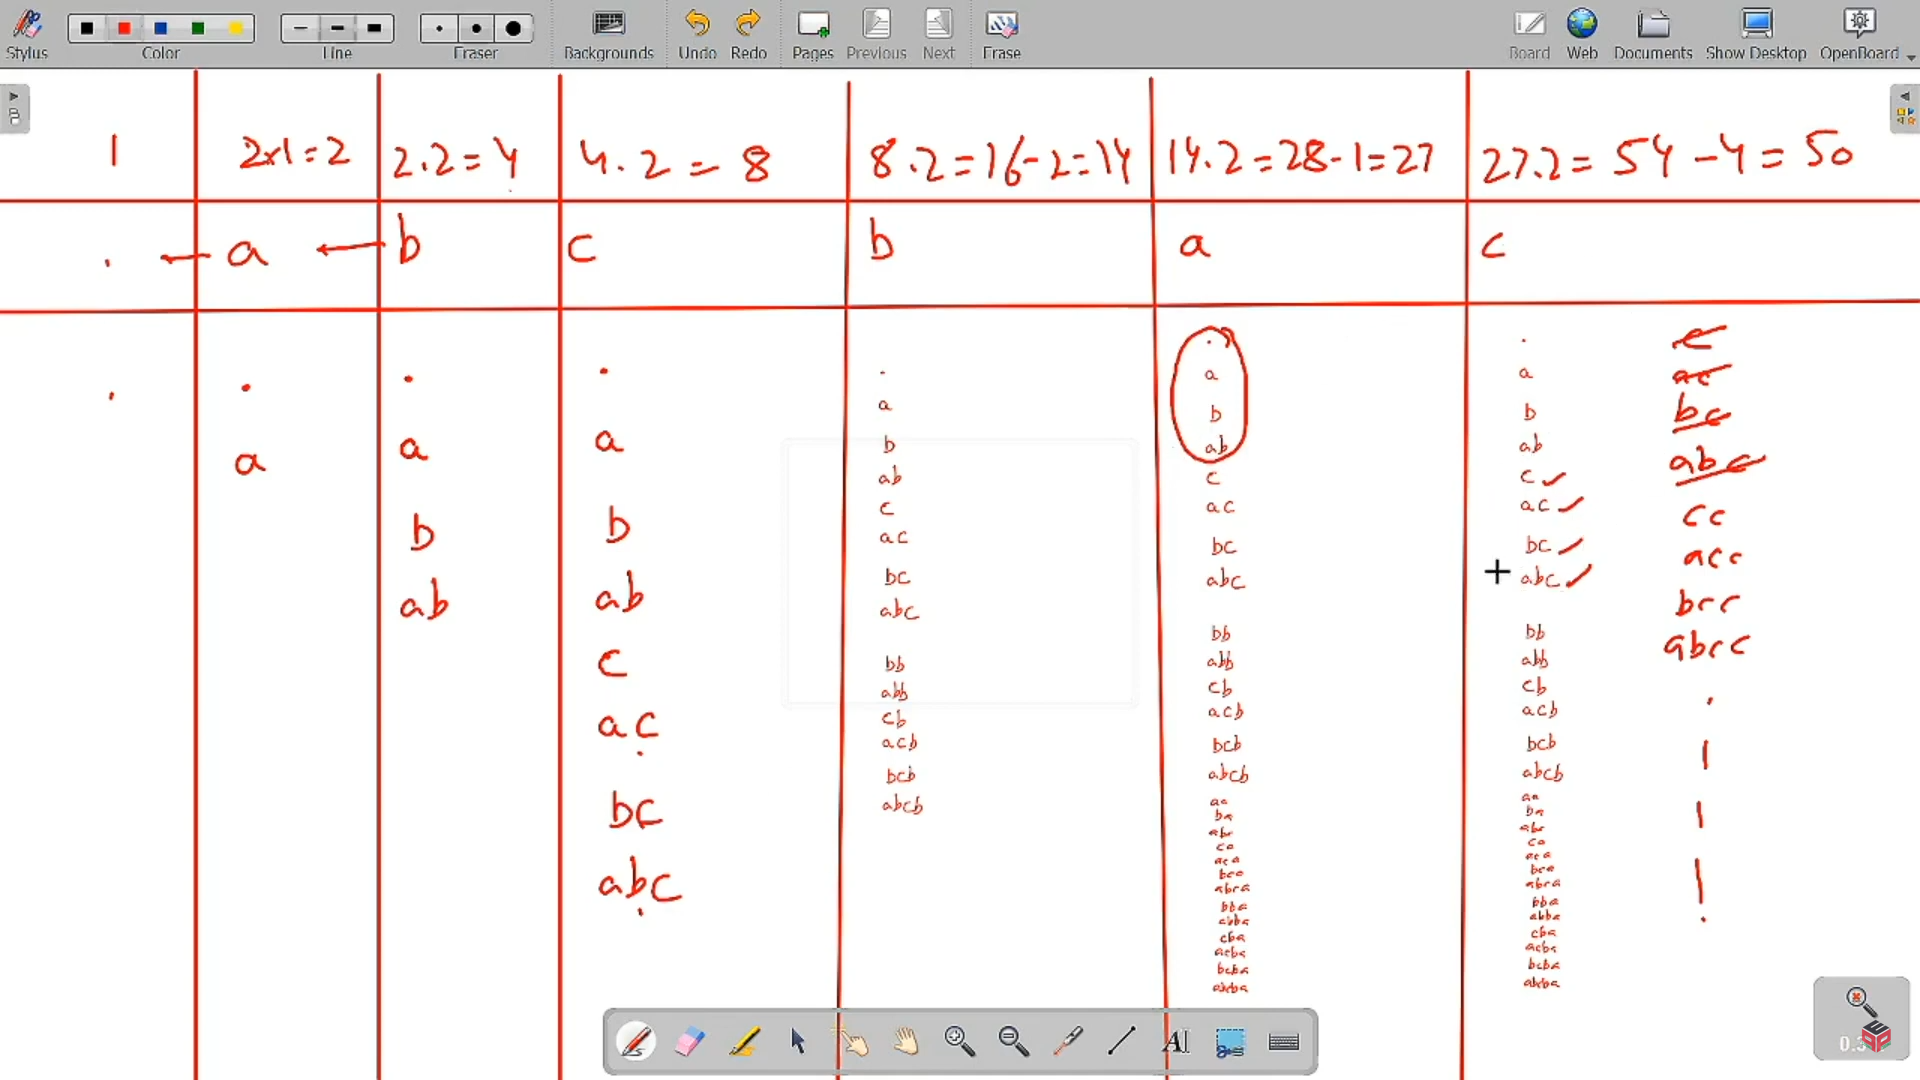 Stylus Color Line Eraser Backgrounds Undo Redo Pages Previous Next Erase Board Web Documents Show Desktop OpenBoard
1
2x1=2
2.2=4
4.2=8
8.2=16-2=14
14.2=28-1=27
27.2=54-4=50
. ← a ← b c b a c
.
.
a
.
a
b
ab
.
a
b
ab
c
ac
bc
abc
.
a
b
ab
c
ac
bc
abc
bb
abb
cb
acb
bcb
abcb
.
a
b
ab
c
ac
bc
abc
bb
abb
cb
acb
bcb
abcb
aa
ba
aba
ca
aca
bca
abca
bba
abba
cba
acba
bcba
abcba
.
a
b
ab
c ✓
ac ✓
bc ✓
abc ✓
bb
abb
cb
acb
bcb
abcb
aa
ba
aba
ca
aca
bca
abca
bba
abba
cba
acba
bcba
abcba
c
ac
bc
abc
cc
acc
bcc
abcc